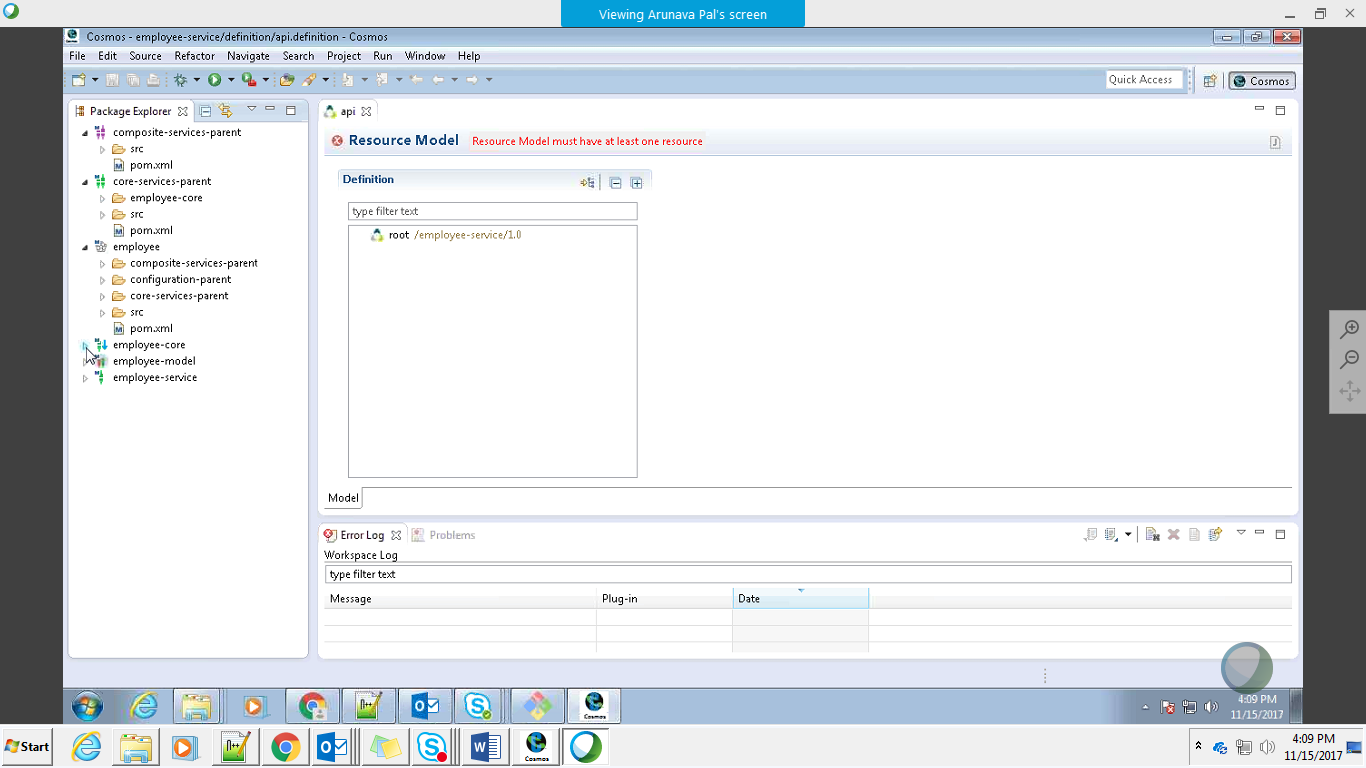 Viewing Arunava Pal's screen
Cosmos - employee-service/definition/api.definition - Cosmos
File Edit Source Refactor Navigate Search Project Run Window Help
Quick Access
Cosmos
Package Explorer
composite-services-parent
src
pom.xml
core-services-parent
employee-core
src
pom.xml
employee
composite-services-parent
configuration-parent
core-services-parent
src
pom.xml
employee-core
employee-model
employee-service
api
Resource Model Resource Model must have at least one resource
Definition
type filter text
root /employee-service/1.0
Model
Error Log Problems
Workspace Log
type filter text
Message Plug-in Date
Cosmos
4:09 PM
11/15/2017
Start
Cosmos
4:09 PM
11/15/2017